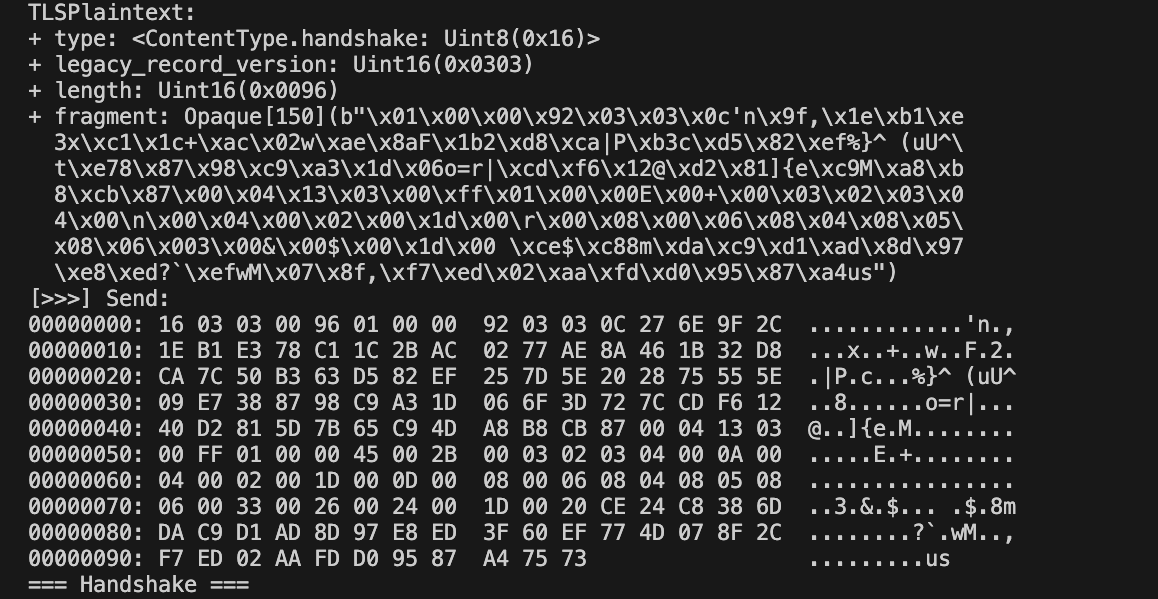 TLSPlaintext:
+ type: <ContentType.handshake: Uint8(0x16)>
+ legacy_record_version: Uint16(0x0303)
+ length: Uint16(0x0096)
+ fragment: Opaque[150](b"\x01\x00\x00\x92\x03\x03\x0c'n\x9f,\x1e\xb1\xe
3x\xc1\x1c+\xac\x02w\xae\x8aF\x1b2\xd8\xca|P\xb3c\xd5\x82\xef%}^ (uU^\
t\xe78\x87\x98\xc9\xa3\x1d\x06o=r|\xcd\xf6\x12@\xd2\x81]{e\xc9M\xa8\xb
8\xcb\x87\x00\x04\x13\x03\x00\xff\x01\x00\x00E\x00+\x00\x03\x02\x03\x0
4\x00\n\x00\x04\x00\x02\x00\x1d\x00\r\x00\x08\x00\x06\x08\x04\x08\x05\
x08\x06\x003\x00&\x00$\x00\x1d\x00 \xce$\xc88m\xda\xc9\xd1\xad\x8d\x97
\xe8\xed?`\xefwM\x07\x8f,\xf7\xed\x02\xaa\xfd\xd0\x95\x87\xa4us")
[>>>] Send:
00000000: 16 03 03 00 96 01 00 00  92 03 03 0C 27 6E 9F 2C  ............'n.,
00000010: 1E B1 E3 78 C1 1C 2B AC  02 77 AE 8A 46 1B 32 D8  ...x..+..w..F.2.
00000020: CA 7C 50 B3 63 D5 82 EF  25 7D 5E 20 28 75 55 5E  .|P.c...%}^ (uU^
00000030: 09 E7 38 87 98 C9 A3 1D  06 6F 3D 72 7C CD F6 12  ..8......o=r|...
00000040: 40 D2 81 5D 7B 65 C9 4D  A8 B8 CB 87 00 04 13 03  @..]{e.M........
00000050: 00 FF 01 00 00 45 00 2B  00 03 02 03 04 00 0A 00  .....E.+........
00000060: 04 00 02 00 1D 00 0D 00  08 00 06 08 04 08 05 08  ................
00000070: 06 00 33 00 26 00 24 00  1D 00 20 CE 24 C8 38 6D  ..3.&.$... .$.8m
00000080: DA C9 D1 AD 8D 97 E8 ED  3F 60 EF 77 4D 07 8F 2C  ........?`.wM..,
00000090: F7 ED 02 AA FD D0 95 87  A4 75 73                 .........us
=== Handshake ===